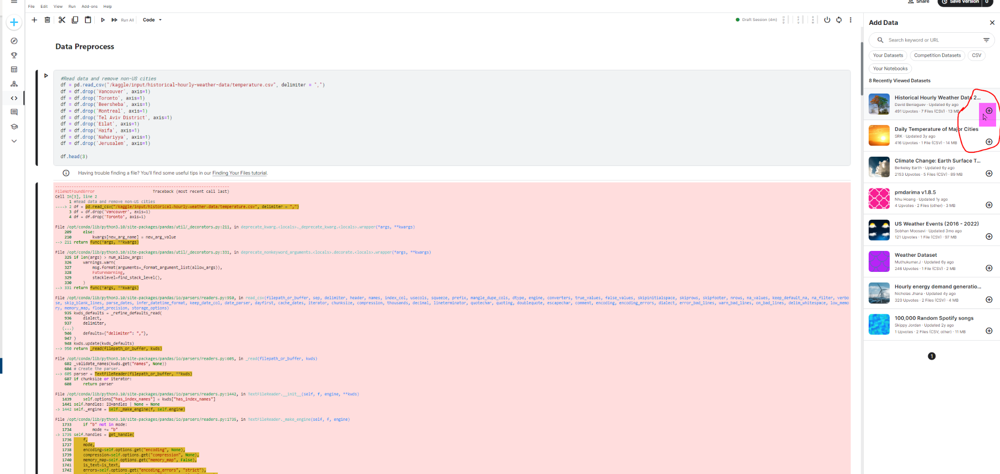 Share
Save Version
0
File Edit View Run Add-ons Help
Run All
Code
Draft Session (4m)
Data Preprocess
#Read data and remove non-US cities
df = pd.read_csv("/kaggle/input/historical-hourly-weather-data/temperature.csv", delimiter = ",")
df = df.drop('Vancouver', axis=1)
df = df.drop('Toronto', axis=1)
df = df.drop('Beersheba', axis=1)
df = df.drop('Montreal', axis=1)
df = df.drop('Tel Aviv District', axis=1)
df = df.drop('Eilat', axis=1)
df = df.drop('Haifa', axis=1)
df = df.drop('Nahariyya', axis=1)
df = df.drop('Jerusalem', axis=1)
df.head(3)
Having trouble finding a file? You'll find some useful tips in our Finding Your Files tutorial.
---------------------------------------------------------------------------
FileNotFoundError                         Traceback (most recent call last)
Cell In[3], line 2
1 #Read data and remove non-US cities
----> 2 df = pd.read_csv("/kaggle/input/historical-hourly-weather-data/temperature.csv", delimiter = ",")
3 df = df.drop('Vancouver', axis=1)
4 df = df.drop('Toronto', axis=1)
File /opt/conda/lib/python3.10/site-packages/pandas/util/_decorators.py:211, in deprecate_kwarg.<locals>._deprecate_kwarg.<locals>.wrapper(*args, **kwargs)
209     else:
210         kwargs[new_arg_name] = new_arg_value
--> 211 return func(*args, **kwargs)
File /opt/conda/lib/python3.10/site-packages/pandas/util/_decorators.py:331, in deprecate_nonkeyword_arguments.<locals>.decorate.<locals>.wrapper(*args, **kwargs)
325 if len(args) > num_allow_args:
326     warnings.warn(
327         msg.format(arguments=_format_argument_list(allow_args)),
328         FutureWarning,
329         stacklevel=find_stack_level(),
330     )
--> 331 return func(*args, **kwargs)
File /opt/conda/lib/python3.10/site-packages/pandas/io/parsers/readers.py:950, in read_csv(filepath_or_buffer, sep, delimiter, header, names, index_col, usecols, squeeze, prefix, mangle_dupe_cols, dtype, engine, converters, true_values, false_values, skipinitialspace, skiprows, skipfooter, nrows, na_values, keep_default_na, na_filter, verbo
se, skip_blank_lines, parse_dates, infer_datetime_format, keep_date_col, date_parser, dayfirst, cache_dates, iterator, chunksize, compression, thousands, decimal, lineterminator, quotechar, quoting, doublequote, escapechar, comment, encoding, encoding_errors, dialect, error_bad_lines, warn_bad_lines, on_bad_lines, delim_whitespace, low_memo
ry, memory_map, float_precision, storage_options)
935 kwds_defaults = _refine_defaults_read(
936     dialect,
937     delimiter,
(...)
946     defaults={"delimiter": ","},
947 )
948 kwds.update(kwds_defaults)
--> 950 return _read(filepath_or_buffer, kwds)
File /opt/conda/lib/python3.10/site-packages/pandas/io/parsers/readers.py:605, in _read(filepath_or_buffer, kwds)
602 _validate_names(kwds.get("names", None))
604 # Create the parser.
--> 605 parser = TextFileReader(filepath_or_buffer, **kwds)
607 if chunksize or iterator:
608     return parser
File /opt/conda/lib/python3.10/site-packages/pandas/io/parsers/readers.py:1442, in TextFileReader.__init__(self, f, engine, **kwds)
1439     self.options["has_index_names"] = kwds["has_index_names"]
1441 self.handles: IOHandles | None = None
-> 1442 self._engine = self._make_engine(f, self.engine)
File /opt/conda/lib/python3.10/site-packages/pandas/io/parsers/readers.py:1735, in TextFileReader._make_engine(self, f, engine)
1733     if "b" not in mode:
1734         mode += "b"
-> 1735 self.handles = get_handle(
1736     f,
1737     mode,
1738     encoding=self.options.get("encoding", None),
1739     compression=self.options.get("compression", None),
1740     memory_map=self.options.get("memory_map", False),
1741     is_text=is_text,
1742     errors=self.options.get("encoding_errors", "strict"),
Add Data
Search keyword or URL
Your Datasets Competition Datasets CSV
Your Notebooks
8 Recently Viewed Datasets
Historical Hourly Weather Data 2...
David Beniaguev · Updated 6y ago
491 Upvotes · 7 Files (CSV) · 13 MB
Daily Temperature of Major Cities
SRK · Updated 3y ago
416 Upvotes · 1 File (CSV) · 14 MB
Climate Change: Earth Surface T...
Berkeley Earth · Updated 6y ago
2153 Upvotes · 5 Files (CSV) · 89 MB
pmdarima v1.8.5
Nhu Hoang · Updated 1y ago
4 Upvotes · 2 Files (other) · 3 MB
US Weather Events (2016 - 2022)
Sobhan Moosavi · Updated 3mo ago
121 Upvotes · 1 File (CSV) · 97 MB
Weather Dataset
Muthukumar.J · Updated 6y ago
246 Upvotes · 1 File (CSV) · 2 MB
Hourly energy demand generatio...
Nicholas Jhana · Updated 4y ago
320 Upvotes · 2 Files (CSV) · 4 MB
100,000 Random Spotify songs
Skippy Jordan · Updated 2y ago
1 Upvotes · 2 Files (CSV, other) · 11 MB
1